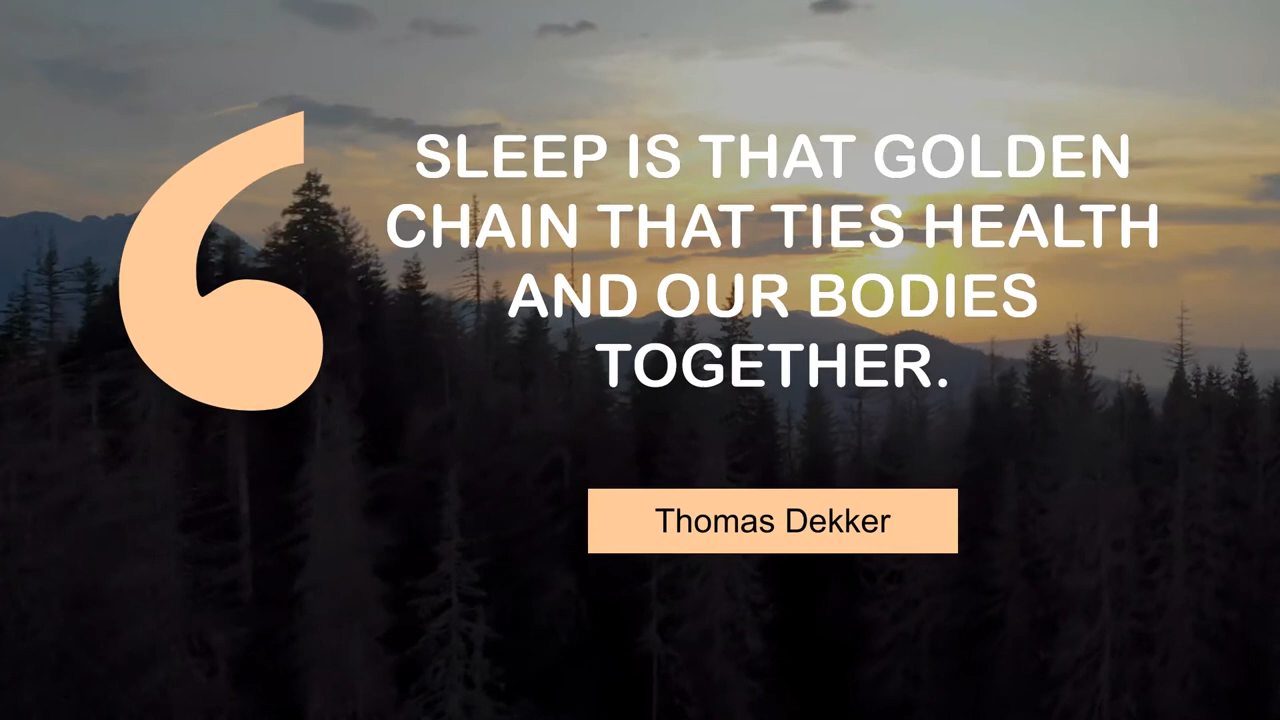 SLEEP IS THAT GOLDEN
CHAIN THAT TIES HEALTH
AND OUR BODIES
TOGETHER.
Thomas Dekker